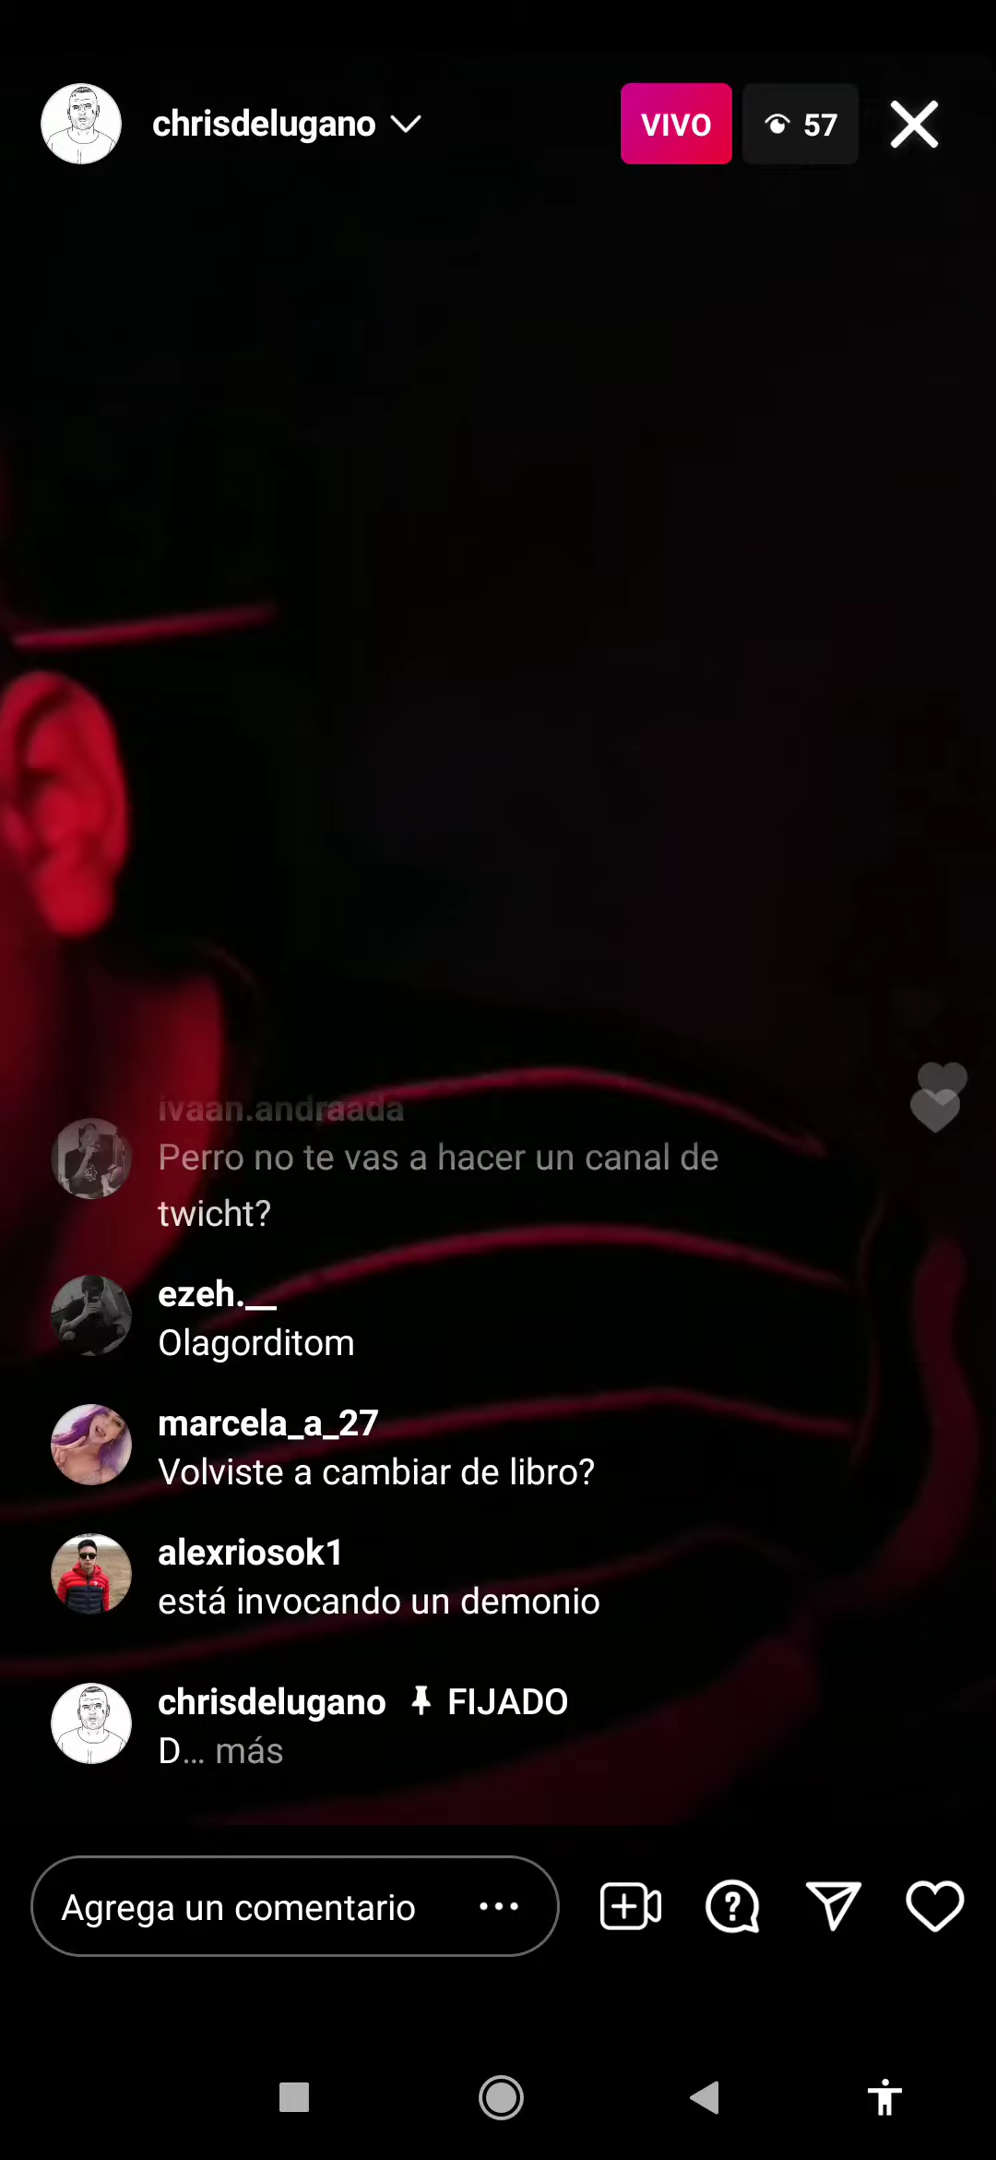 chrisdelugano
VIVO
57
ivaan.andraada
Perro no te vas a hacer un canal de
twicht?
ezeh.__
Olagorditom
marcela_a_27
Volviste a cambiar de libro?
alexriosok1
está invocando un demonio
chrisdelugano FIJADO
D... más
Agrega un comentario